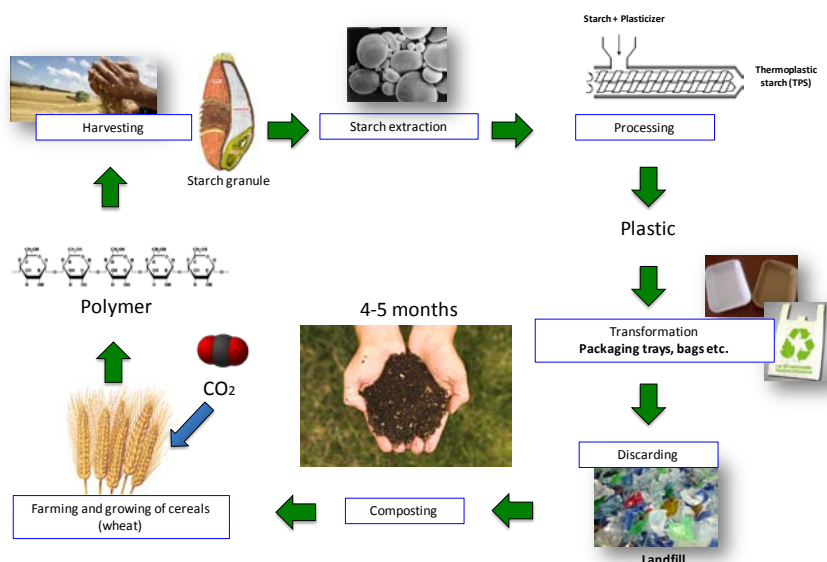 Starch + Plasticizer
Thermoplastic
starch (TPS)
Harvesting
Starch extraction
Processing
Starch granule
Plastic
Polymer
4-5 months
Transformation
Packaging trays, bags etc.
CO2
Discarding
Farming and growing of cereals
(wheat)
Composting
Landfill